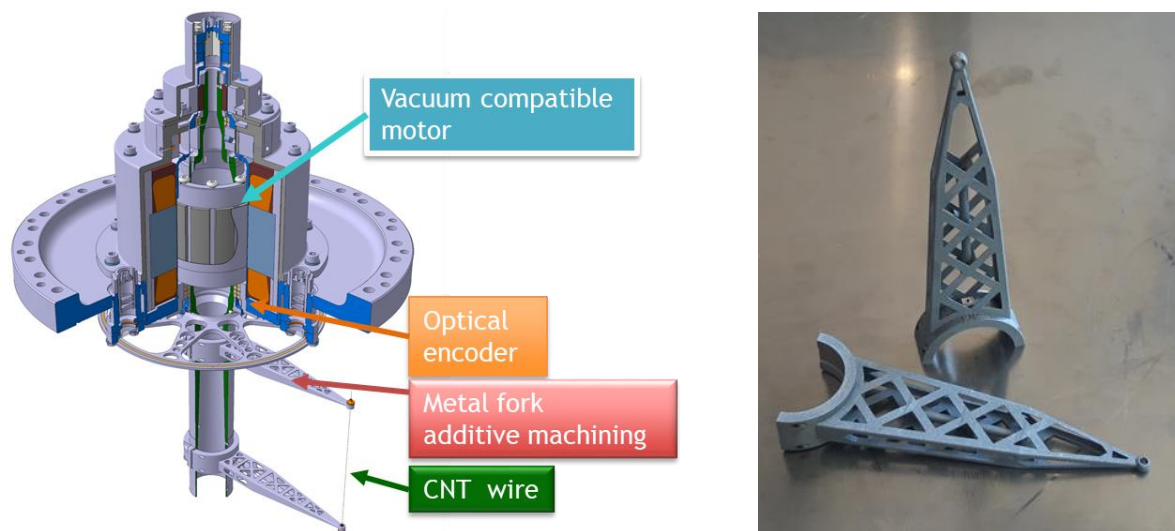 Vacuum compatible
motor
Optical
encoder
Metal fork
additive machining
CNT wire